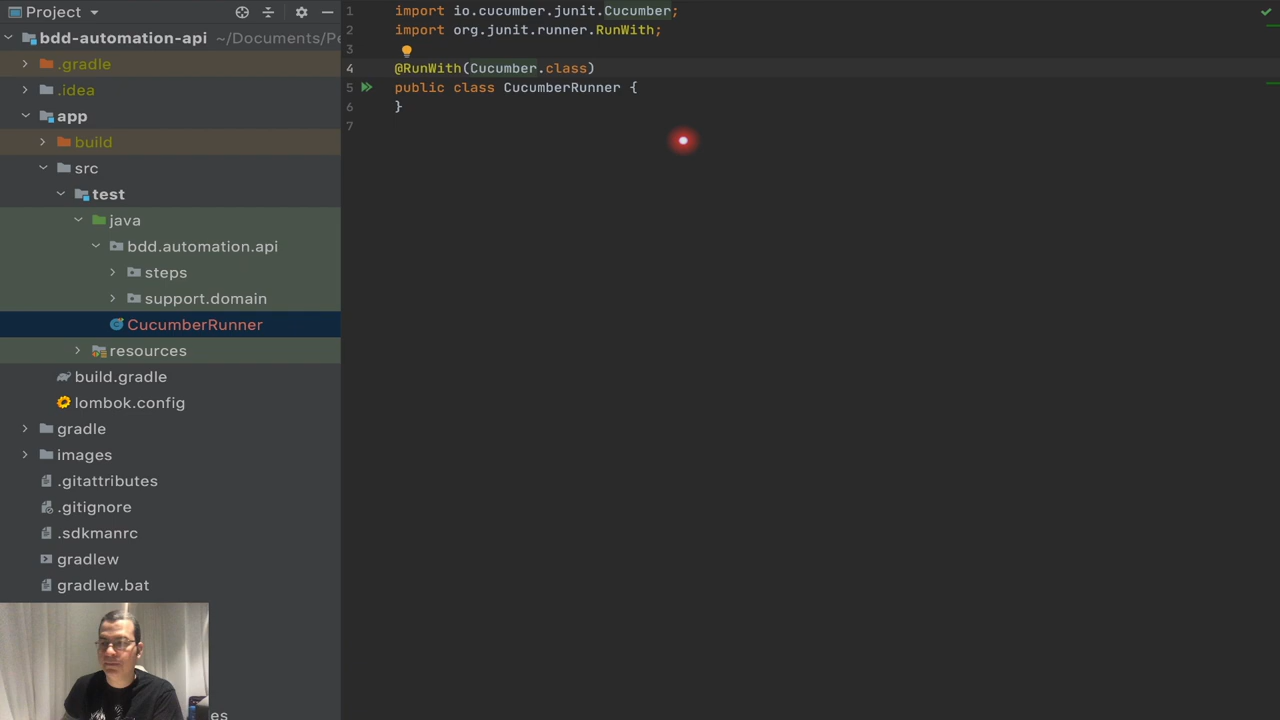 Project
bdd-automation-api ~/Documents/Pe
.gradle
.idea
app
build
src
test
java
bdd.automation.api
steps
support.domain
CucumberRunner
resources
build.gradle
lombok.config
gradle
images
.gitattributes
.gitignore
.sdkmanrc
gradlew
gradlew.bat
es
1 import io.cucumber.junit.Cucumber;
2 import org.junit.runner.RunWith;
3
4 @RunWith(Cucumber.class)
5 public class CucumberRunner {
6 }
7